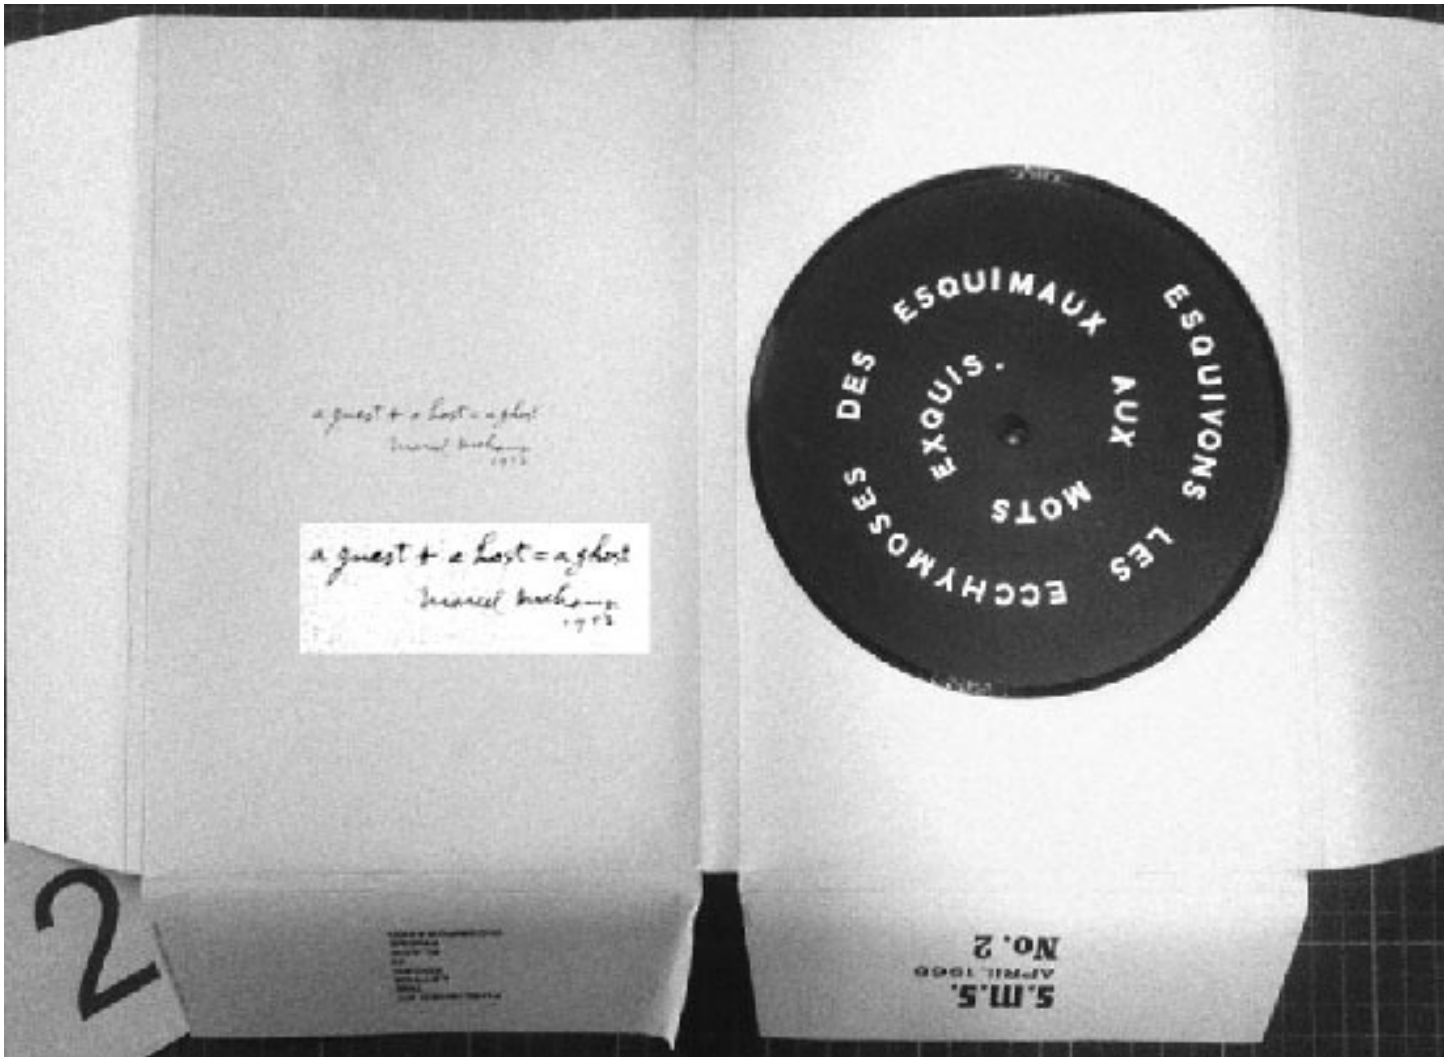 a guest + a host = a ghost
Marcel Duchamp
a guest + a host = a ghost
Marcel Duchamp
ESQUIVONS LES ECCHYMOSES DES ESQUIMAUX AUX MOTS EXQUIS.
2
S.M.S.
APRIL 1968
No. 2